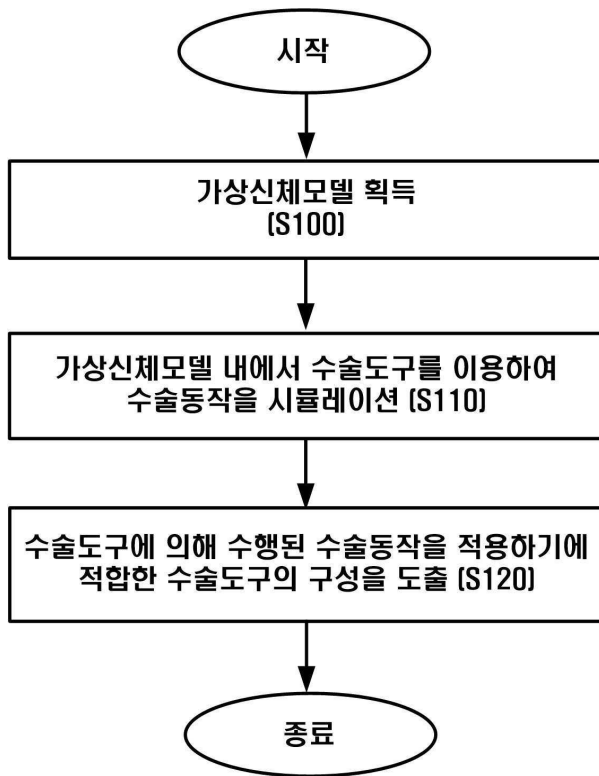 시작
가상신체모델 획득
(S100)
가상신체모델 내에서 수술도구를 이용하여
수술동작을 시뮬레이션 (S110)
수술도구에 의해 수행된 수술동작을 적용하기에
적합한 수술도구의 구성을 도출 (S120)
종료